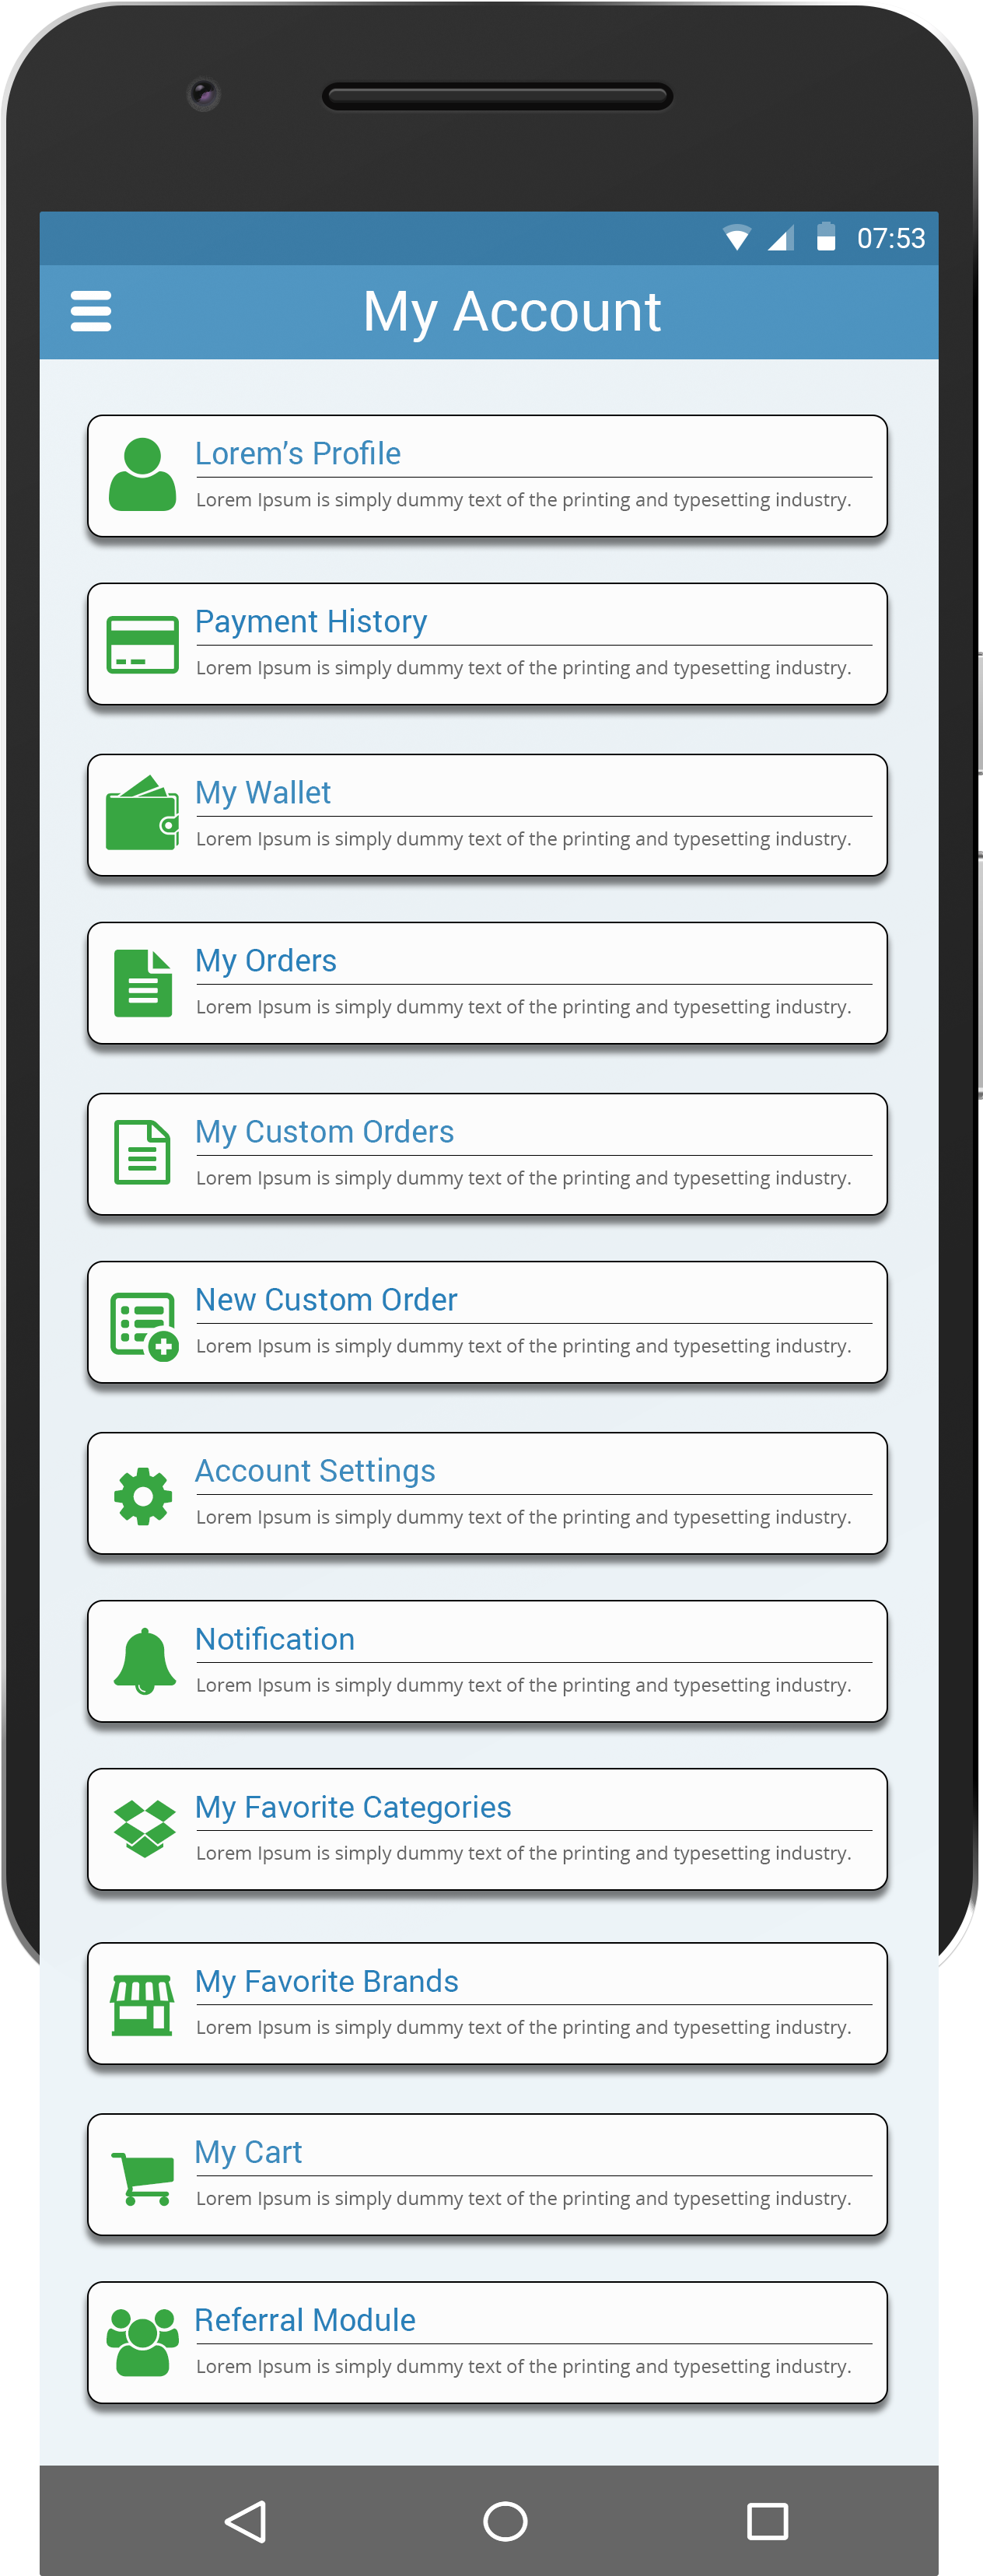 07:53
My Account
Lorem’s Profile
Lorem Ipsum is simply dummy text of the printing and typesetting industry.
Payment History
Lorem Ipsum is simply dummy text of the printing and typesetting industry.
My Wallet
Lorem Ipsum is simply dummy text of the printing and typesetting industry.
My Orders
Lorem Ipsum is simply dummy text of the printing and typesetting industry.
My Custom Orders
Lorem Ipsum is simply dummy text of the printing and typesetting industry.
New Custom Order
Lorem Ipsum is simply dummy text of the printing and typesetting industry.
Account Settings
Lorem Ipsum is simply dummy text of the printing and typesetting industry.
Notification
Lorem Ipsum is simply dummy text of the printing and typesetting industry.
My Favorite Categories
Lorem Ipsum is simply dummy text of the printing and typesetting industry.
My Favorite Brands
Lorem Ipsum is simply dummy text of the printing and typesetting industry.
My Cart
Lorem Ipsum is simply dummy text of the printing and typesetting industry.
Referral Module
Lorem Ipsum is simply dummy text of the printing and typesetting industry.